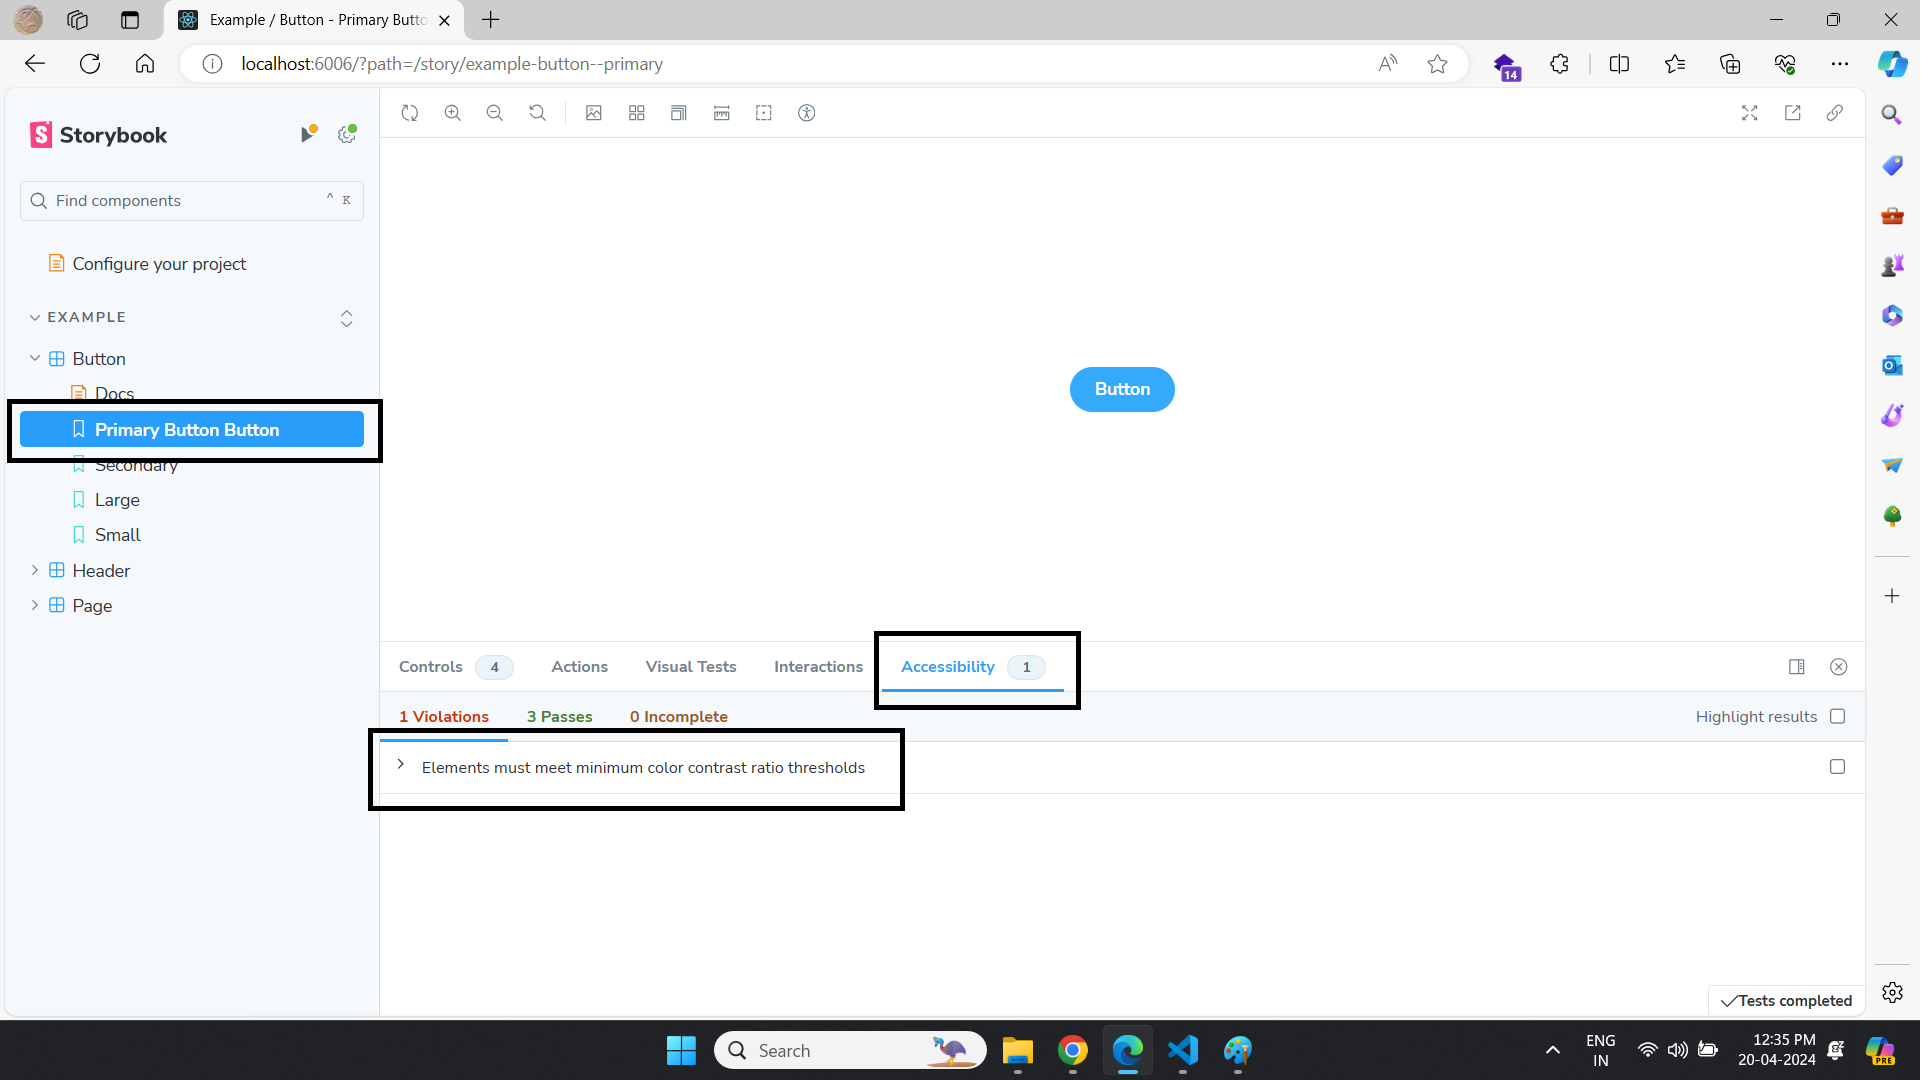 Example / Button - Primary Butto
localhost:6006/?path=/story/example-button--primary
14
Storybook
Find components
^ K
Configure your project
EXAMPLE
Button
Docs
Primary Button Button
Secondary
Large
Small
Header
Page
Button
Controls 4 Actions Visual Tests Interactions Accessibility 1
1 Violations 3 Passes 0 Incomplete Highlight results
Elements must meet minimum color contrast ratio thresholds
Tests completed
Search
ENG
IN
12:35 PM
20-04-2024
PRE